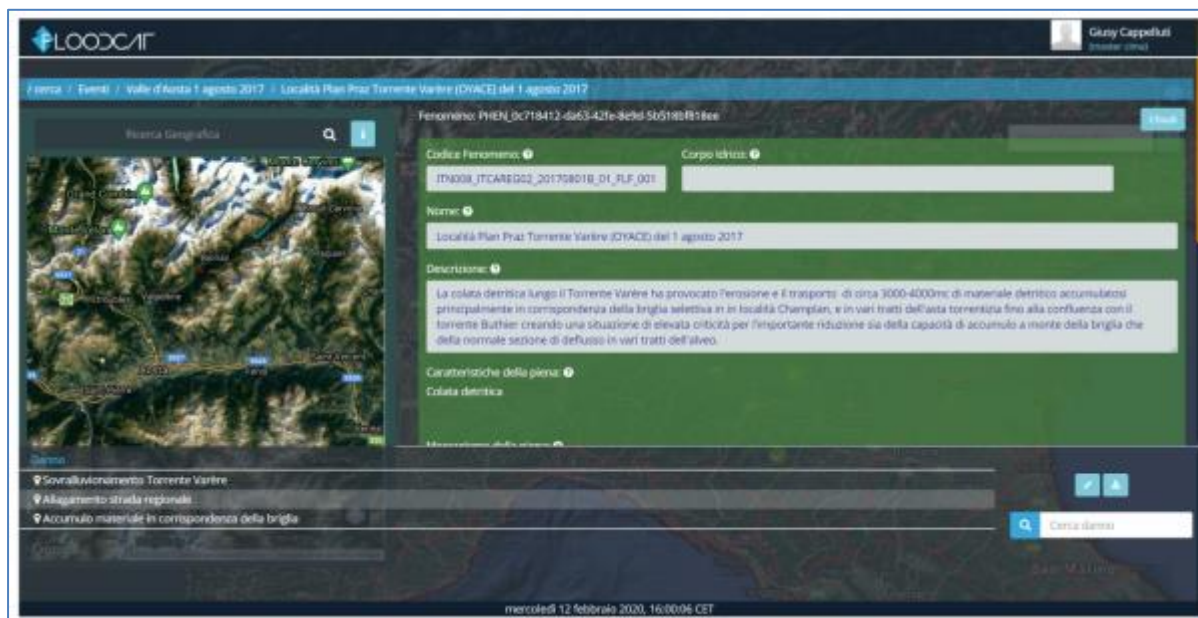 FLOODCAT
Giusy Cappelluti
/ cerca / Eventi / Valle d'Aosta 1 agosto 2017 / Località Plan Praz Torrente Varère (OYACE) del 1 agosto 2017
Ricerca Geografica
Fenomeno: PHEN_0c718412-da63-42fe-8e9d-5b518bf818ee
Chiudi
Codice Fenomeno:
Corpo Idrico:
ITN008_ITCAREG02_20170801B_01_FLF_001
Nome:
Località Plan Praz Torrente Varère (OYACE) del 1 agosto 2017
Descrizione:
La colata detritica lungo il Torrente Varère ha provocato l'erosione e il trasporto di circa 3000-4000mc di materiale detritico accumulatosi
principalmente in corrispondenza della briglia selettiva in in località Champlan, e in vari tratti dell'asta torrentizia fino alla confluenza con il
torrente Buthier creando una situazione di elevata criticità per l'importante riduzione sia della capacità di accumulo a monte della briglia che
della normale sezione di deflusso in vari tratti dell'alveo.
Caratteristiche della piena:
Colata detritica
Meccanismo della piena:
Danno
Sovralluvionamento Torrente Varère
Allagamento strada regionale
Accumulo materiale in corrispondenza della briglia
Cerca danno
mercoledì 12 febbraio 2020, 16:00:06 CET